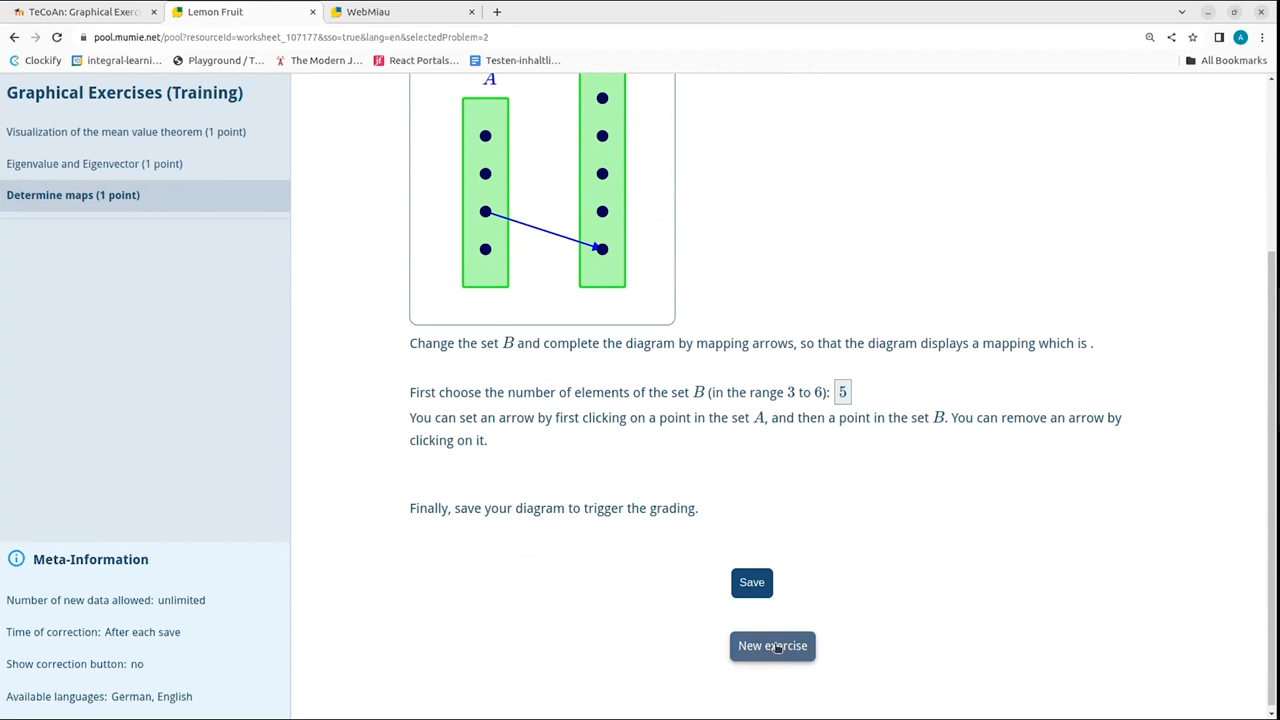 TeCoAn: Graphical Exerci
Lemon Fruit
WebMiau
pool.mumie.net/pool?resourceId=worksheet_107177&sso=true&lang=en&selectedProblem=2
A
Clockify
integral-learni...
Playground / T...
The Modern J...
React Portals...
Testen-inhaltli...
All Bookmarks
Graphical Exercises (Training)
Visualization of the mean value theorem (1 point)
Eigenvalue and Eigenvector (1 point)
Determine maps (1 point)
A
Change the set B and complete the diagram by mapping arrows, so that the diagram displays a mapping which is .
First choose the number of elements of the set B (in the range 3 to 6): 5
You can set an arrow by first clicking on a point in the set A, and then a point in the set B. You can remove an arrow by
clicking on it.
Finally, save your diagram to trigger the grading.
Save
New exercise
Meta-Information
Number of new data allowed: unlimited
Time of correction: After each save
Show correction button: no
Available languages: German, English